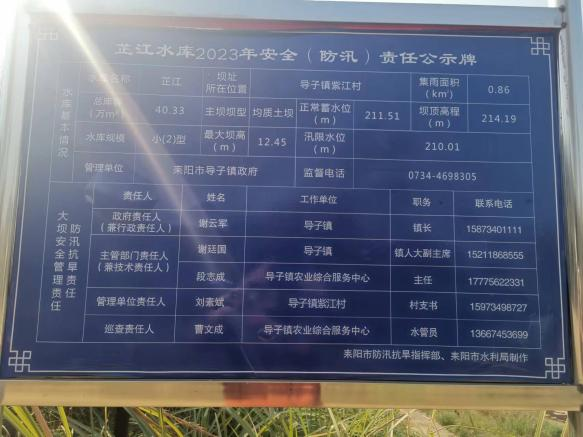 芷江水库2023年安全（防汛）责任公示牌
水库基本情况
水库名称 芷江 坝址所在位置 导子镇紫江村 集雨面积（km²） 0.86
总库容（万m³） 40.33 主坝坝型 均质土坝 正常蓄水位（m） 211.51 坝顶高程（m） 214.19
水库规模 小(2)型 最大坝高（m） 12.45 汛限水位（m） 210.01
管理单位 耒阳市导子镇政府 监督电话 0734-4698305
大坝安全管理责任
防汛抗旱责任
责任人 姓名 工作单位 职务 联系电话
政府责任人（兼行政责任人） 谢云军 导子镇 镇长 15873401111
主管部门责任人（兼技术责任人） 谢廷国 导子镇 镇人大副主席 15211868555
段志成 导子镇农业综合服务中心 主任 17775622331
管理单位责任人 刘素斌 导子镇紫江村 村支书 15973498727
巡查责任人 曹文成 导子镇农业综合服务中心 水管员 13667453699
耒阳市防汛抗旱指挥部、耒阳市水利局制作